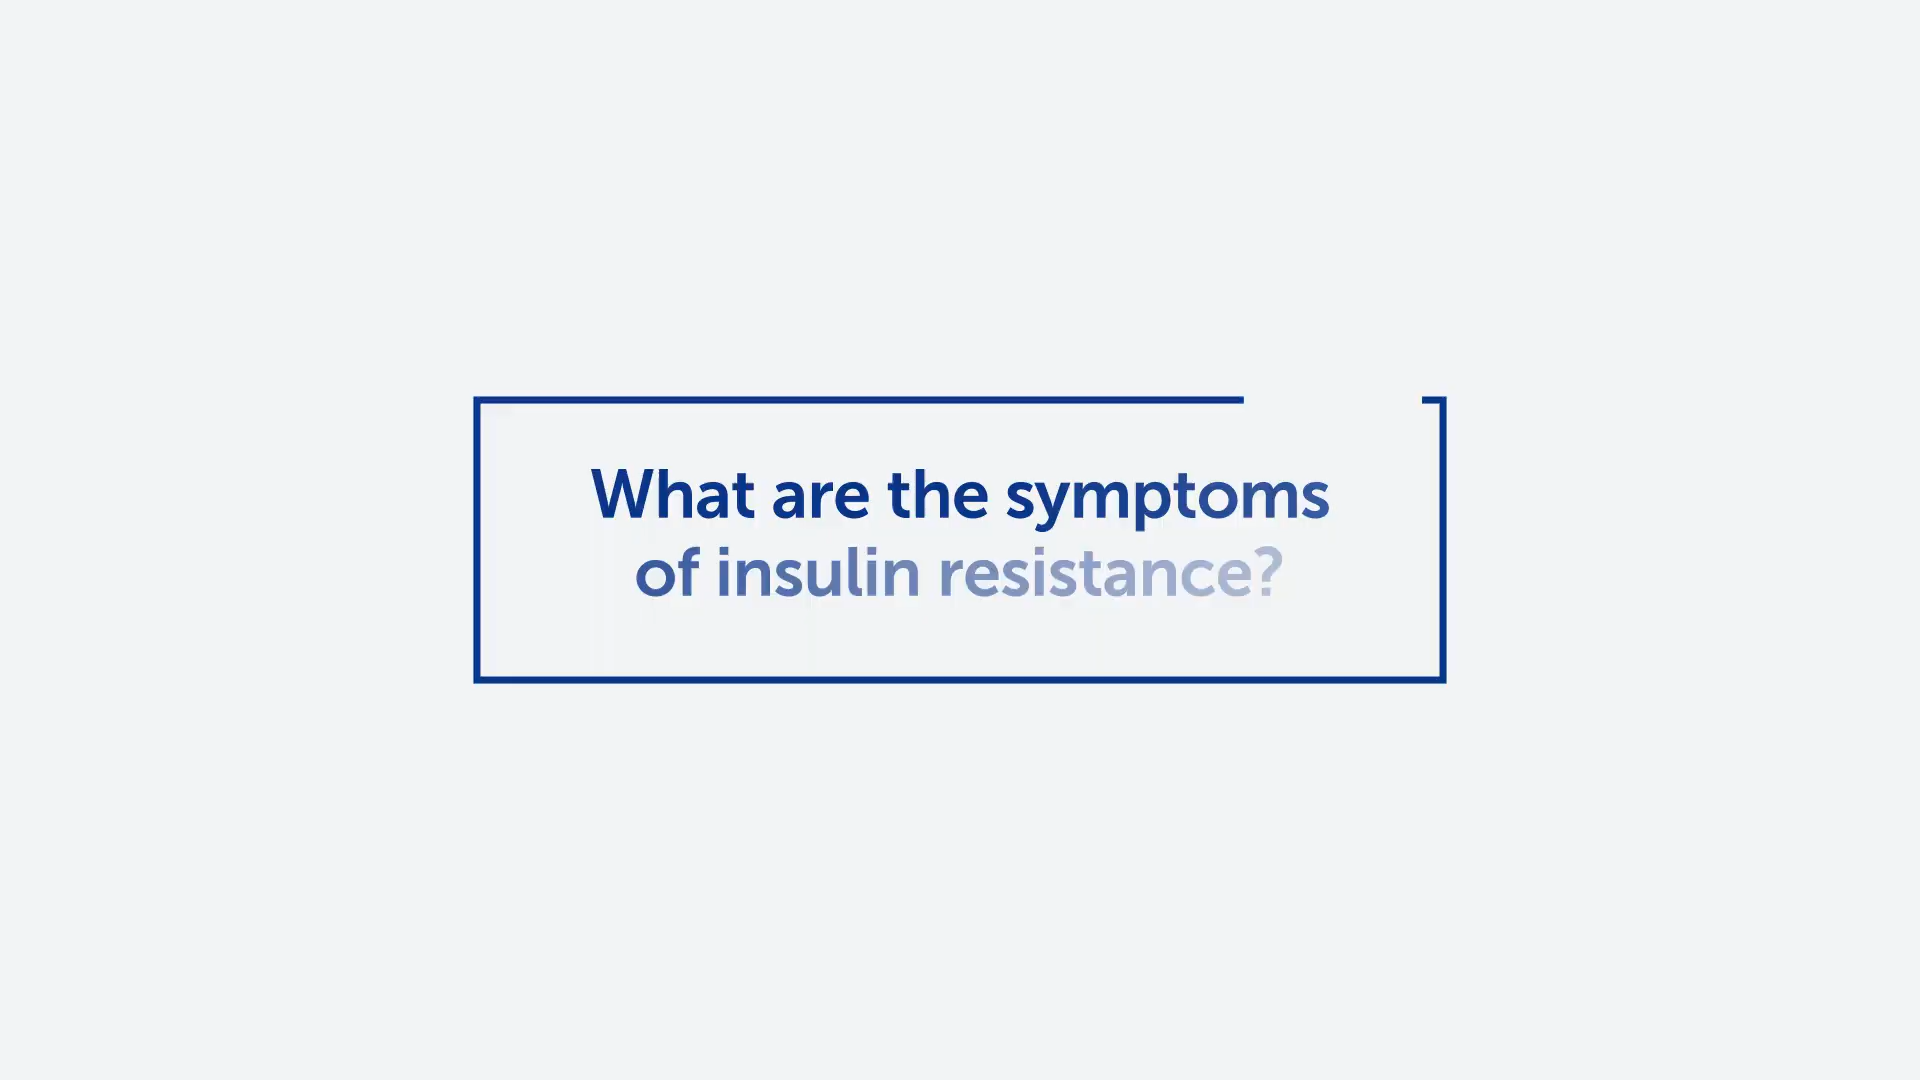 What are the symptoms
of insulin resistance?